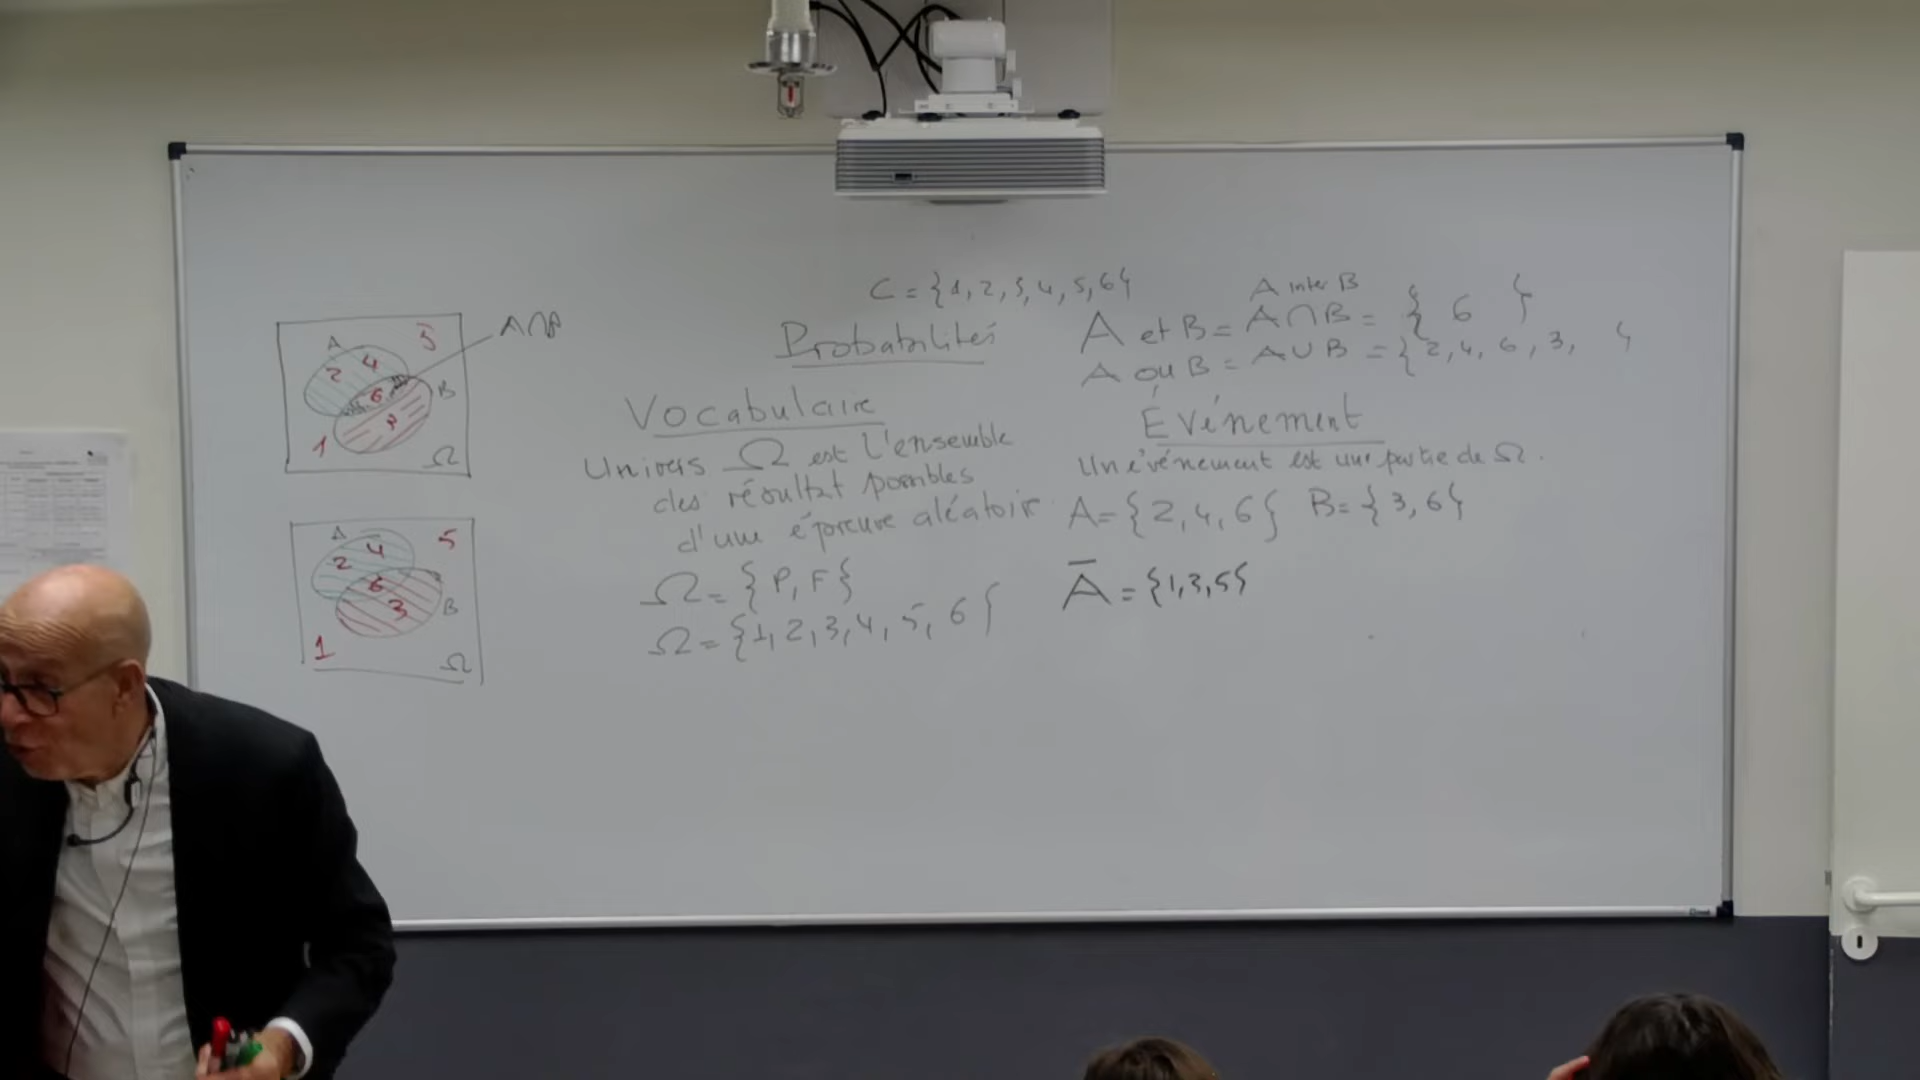 C = {1, 2, 3, 4, 5, 6}
A inter B
Probabilités
A et B = A∩B = { 6 }
A ou B = A∪B = {2, 4, 6, 3, }
A∩B
A 4 5
2
6 B
1 Ω
Vocabulaire
Univers Ω est l'ensemble
des résultat possibles
d'une épreuve aléatoire
Ω = {P, F}
Ω = {1, 2, 3, 4, 5, 6}
Événement
Un événement est une partie de Ω.
A = {2, 4, 6} B = {3, 6}
Ā = {1, 3, 5}
A 4 5
2
6
3 B
1 Ω